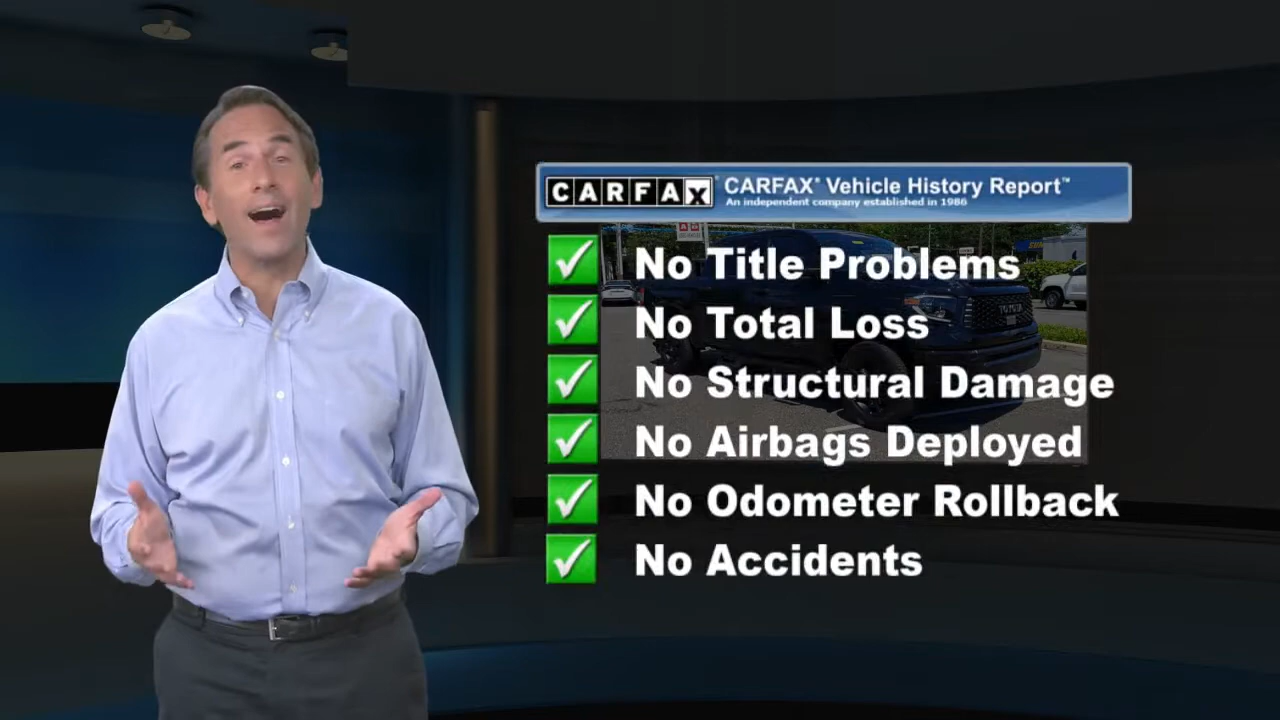 CARFAX® CARFAX® Vehicle History Report™
An independent company established in 1986
No Title Problems
No Total Loss
No Structural Damage
No Airbags Deployed
No Odometer Rollback
No Accidents
TOYOTA